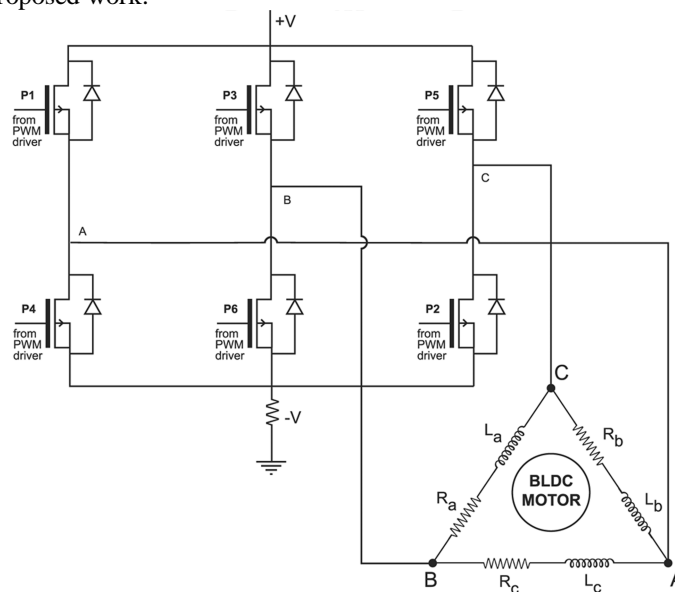 roposed work.
+V
P1
from
PWM
driver
P3
from
PWM
driver
P5
from
PWM
driver
A
B
C
P4
from
PWM
driver
P6
from
PWM
driver
P2
from
PWM
driver
-V
C
La
Rb
BLDC
MOTOR
Ra
Lb
B
Rc
Lc
A